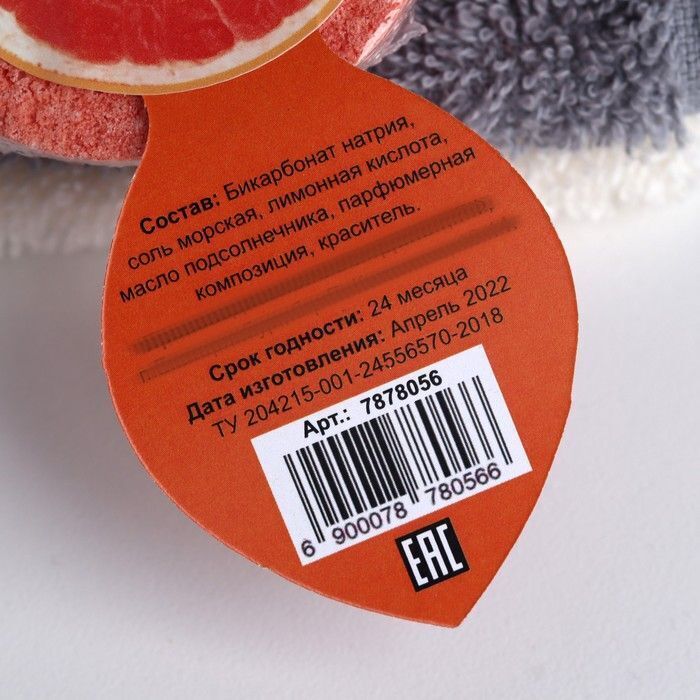 Состав: Бикарбонат натрия,
соль морская, лимонная кислота,
масло подсолнечника, парфюмерная
композиция, краситель.
Срок годности: 24 месяца
Дата изготовления: Апрель 2022
ТУ 204215-001-24556570-2018
Арт.: 7878056
6 900078 780566
EAC